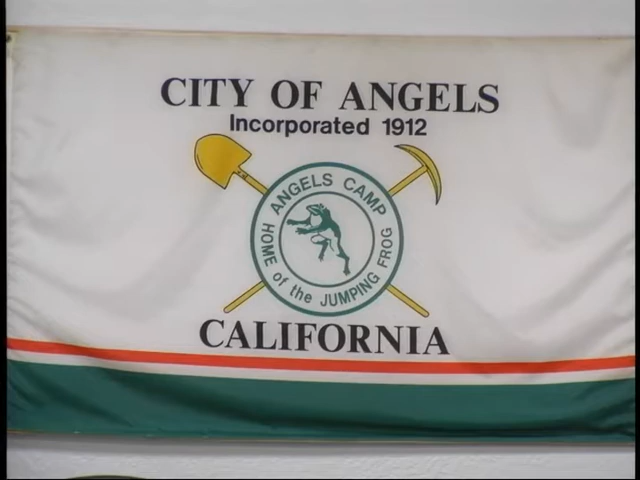 CITY OF ANGELS
Incorporated 1912
ANGELS CAMP
HOME of the JUMPING FROG
CALIFORNIA